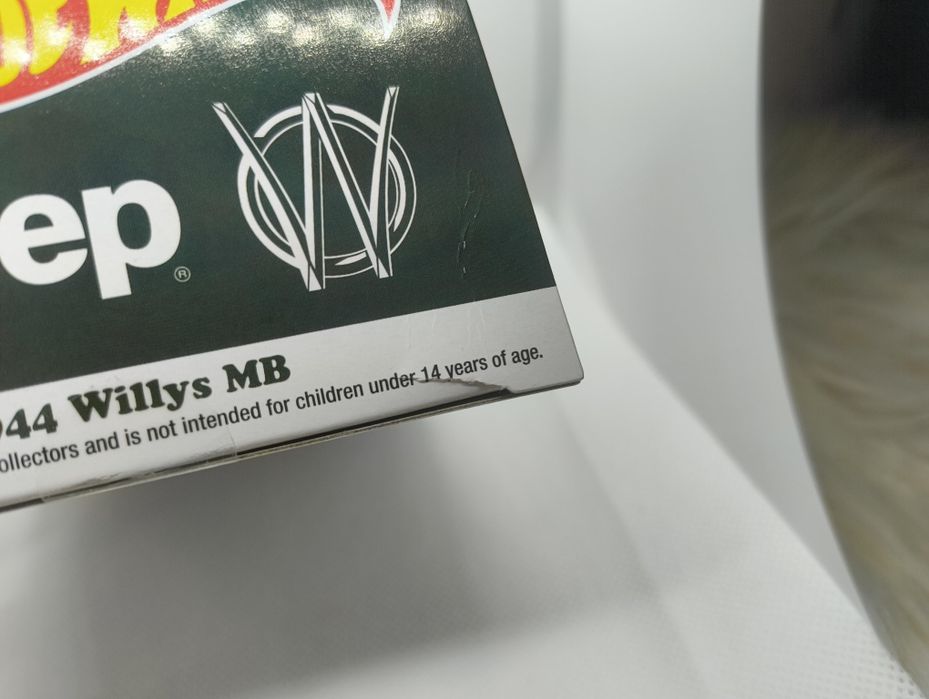 ep®
W
944 Willys MB
ollectors and is not intended for children under 14 years of age.